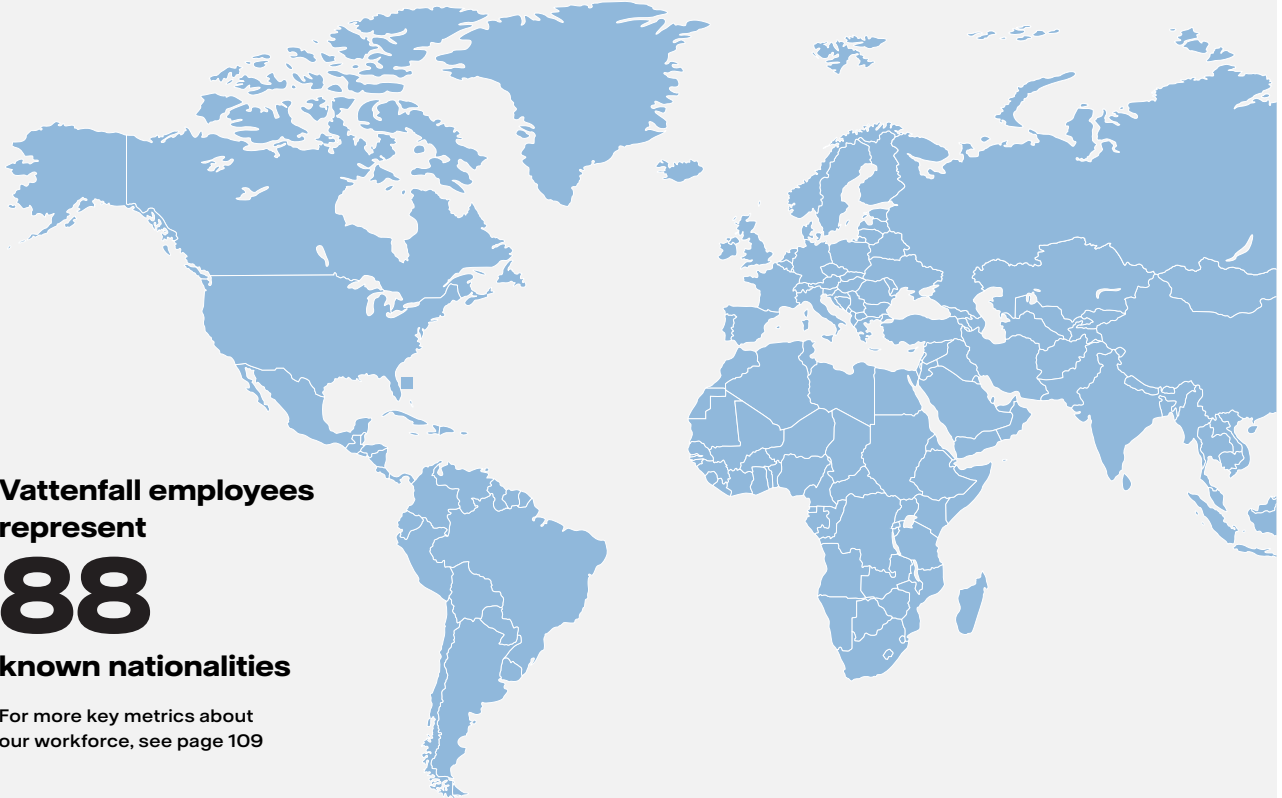 Vattenfall employees
represent
88
known nationalities
For more key metrics about
our workforce, see page 109